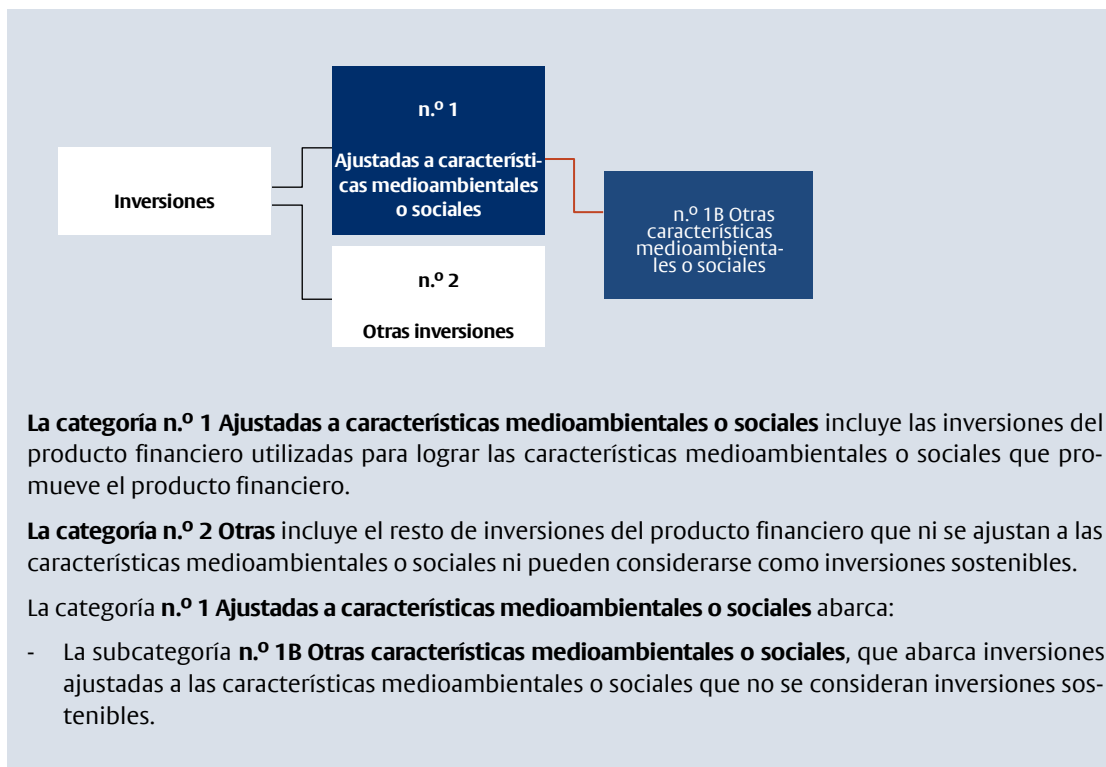 n.º 1
Ajustadas a característi-
cas medioambientales
o sociales
Inversiones
n.º 1B Otras
características
medioambienta-
les o sociales
n.º 2
Otras inversiones
La categoría n.º 1 Ajustadas a características medioambientales o sociales incluye las inversiones del
producto financiero utilizadas para lograr las características medioambientales o sociales que pro-
mueve el producto financiero.
La categoría n.º 2 Otras incluye el resto de inversiones del producto financiero que ni se ajustan a las
características medioambientales o sociales ni pueden considerarse como inversiones sostenibles.
La categoría n.º 1 Ajustadas a características medioambientales o sociales abarca:
- La subcategoría n.º 1B Otras características medioambientales o sociales, que abarca inversiones
ajustadas a las características medioambientales o sociales que no se consideran inversiones sos-
tenibles.